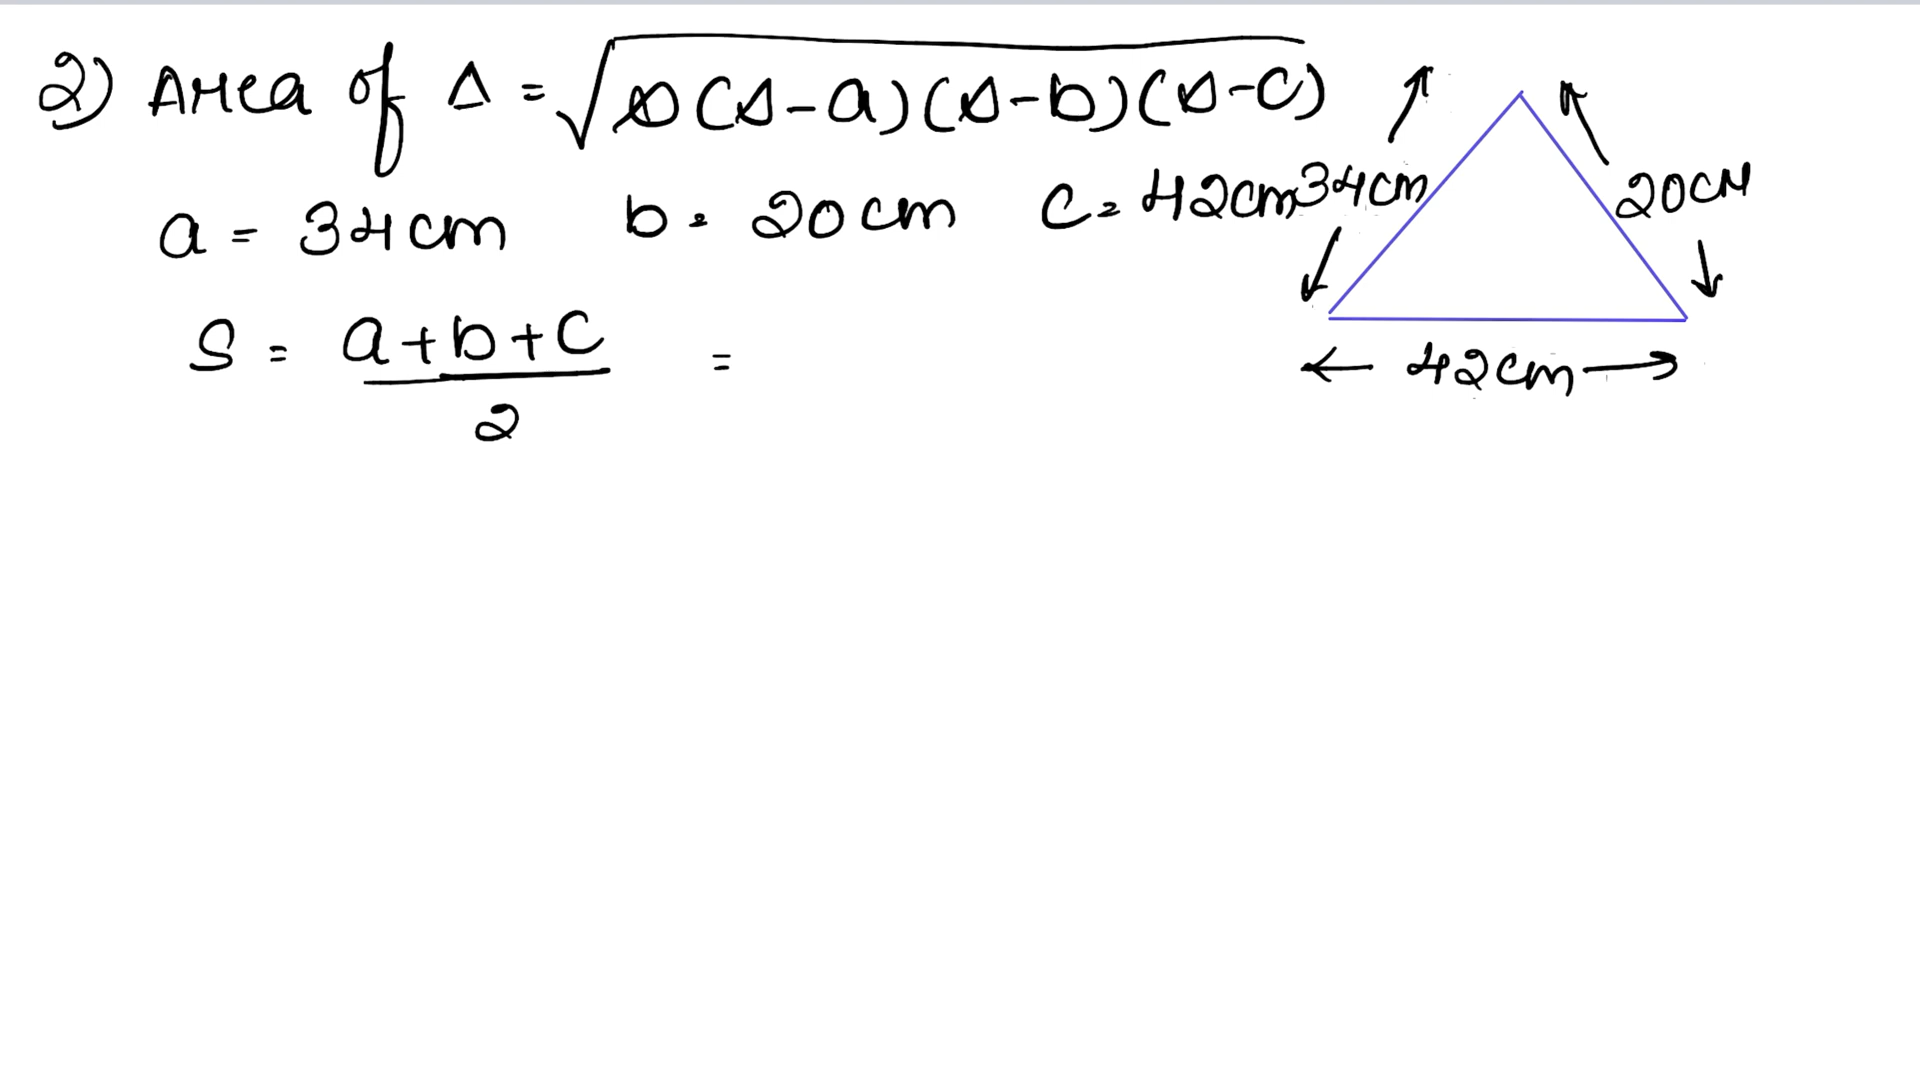 2) Area of Δ = √s(s-a)(s-b)(s-c)
a = 34cm b = 20cm c = 42cm
34cm
20cm
S = a+b+c =
2
42cm